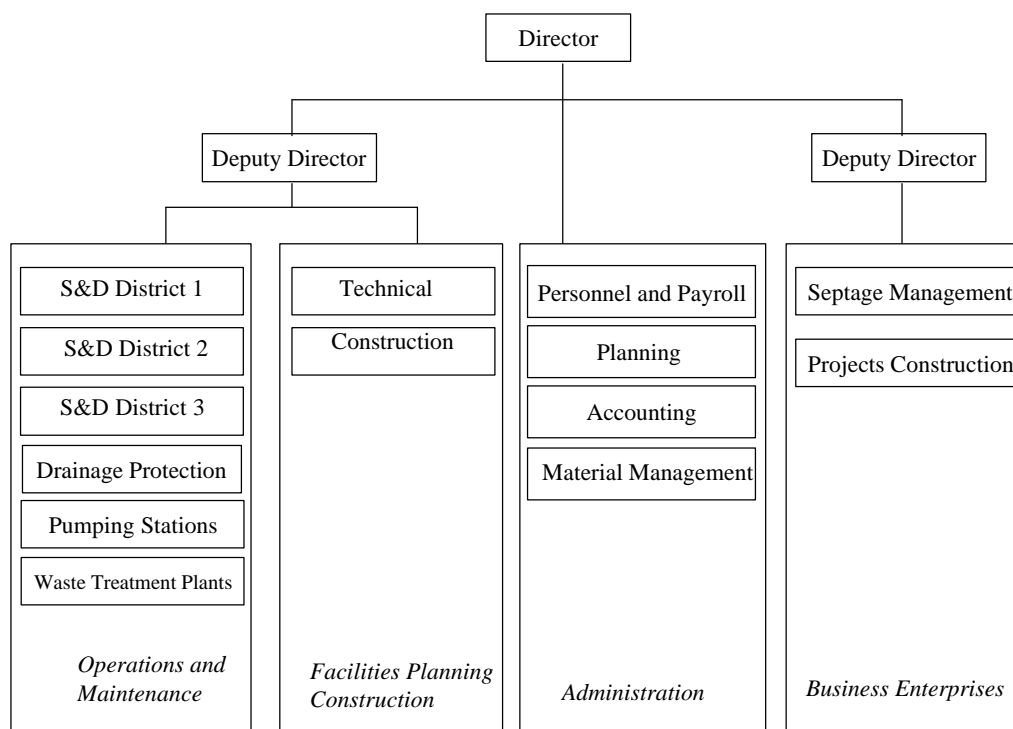 Director
Deputy Director
Deputy Director
S&D District 1
S&D District 2
S&D District 3
Drainage Protection
Pumping Stations
Waste Treatment Plants
Operations and
Maintenance
Technical
Construction
Facilities Planning
Construction
Personnel and Payroll
Planning
Accounting
Material Management
Administration
Septage Management
Projects Construction
Business Enterprises